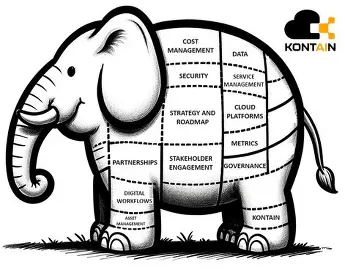 KONTAIN
COST
MANAGEMENT
DATA
SECURITY
SERVICE
MANAGEMENT
STRATEGY AND
ROADMAP
CLOUD
PLATFORMS
METRICS
PARTNERSHIPS
STAKEHOLDER
ENGAGEMENT
GOVERNANCE
DIGITAL
WORKFLOWS
ASSET
MANAGEMENT
KONTAIN